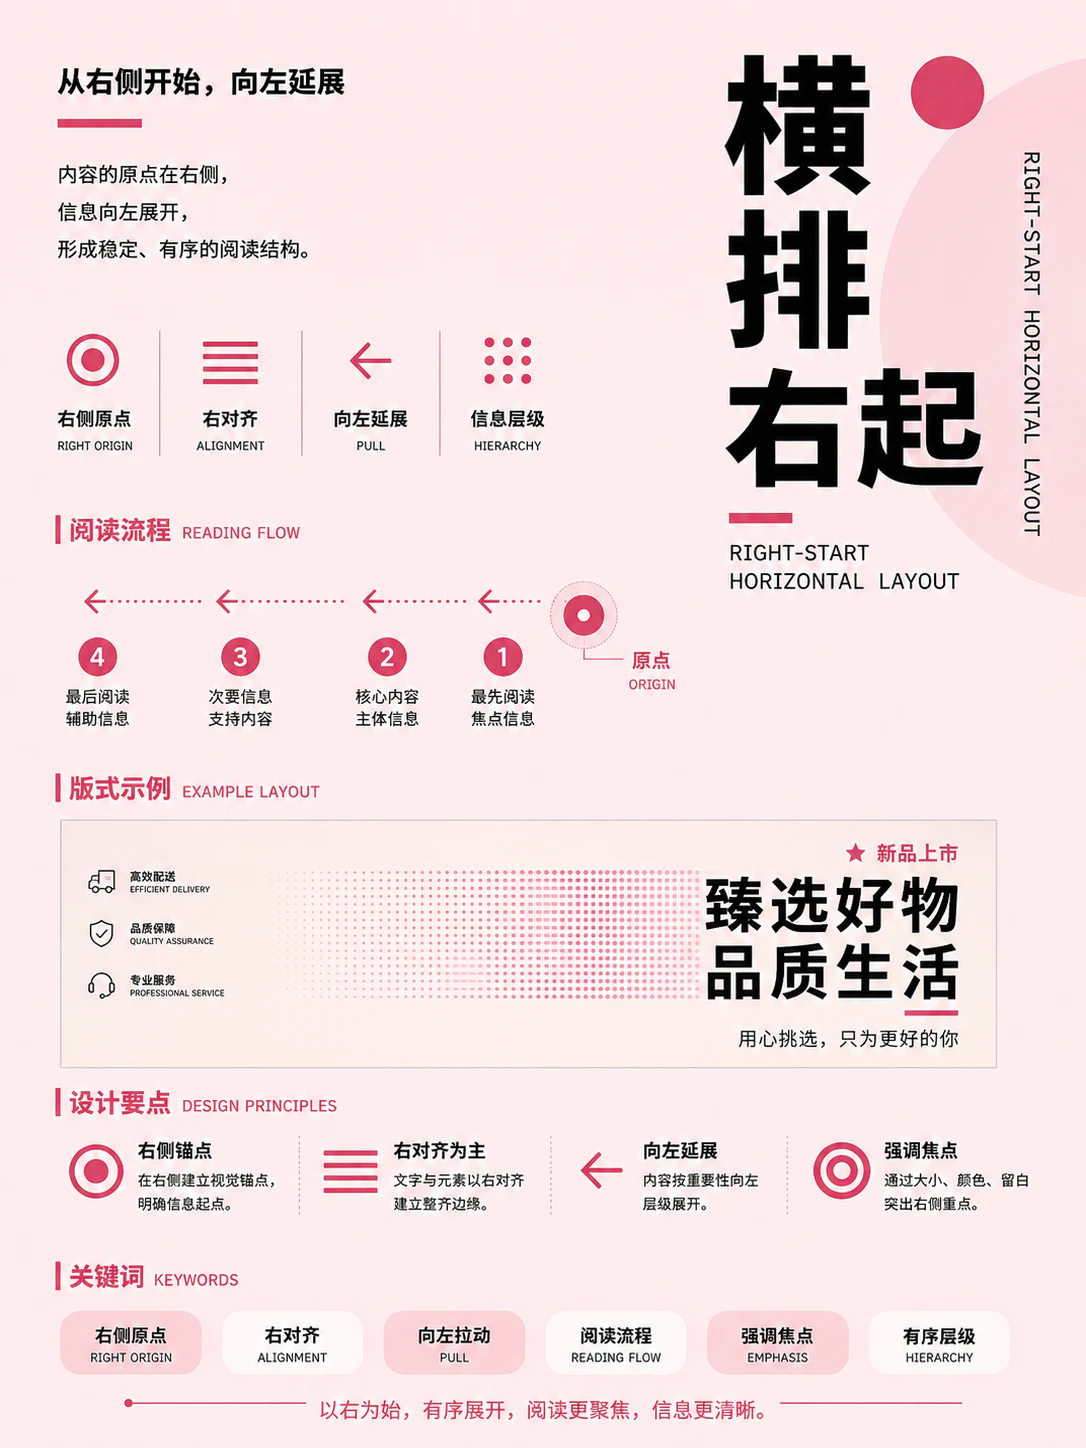 从右侧开始，向左延展
内容的原点在右侧，
信息向左展开，
形成稳定、有序的阅读结构。
横
排
右起
RIGHT-START
HORIZONTAL LAYOUT
RIGHT-START HORIZONTAL LAYOUT
右侧原点
RIGHT ORIGIN
右对齐
ALIGNMENT
向左延展
PULL
信息层级
HIERARCHY
阅读流程 READING FLOW
4
最后阅读
辅助信息
3
次要信息
支持内容
2
核心内容
主体信息
1
最先阅读
焦点信息
原点
ORIGIN
版式示例 EXAMPLE LAYOUT
高效配送
EFFICIENT DELIVERY
品质保障
QUALITY ASSURANCE
专业服务
PROFESSIONAL SERVICE
新品上市
臻选好物
品质生活
用心挑选，只为更好的你
设计要点 DESIGN PRINCIPLES
右侧锚点
在右侧建立视觉锚点，
明确信息起点。
右对齐为主
文字与元素以右对齐
建立整齐边缘。
向左延展
内容按重要性向左
层级展开。
强调焦点
通过大小、颜色、留白
突出右侧重点。
关键词 KEYWORDS
右侧原点
RIGHT ORIGIN
右对齐
ALIGNMENT
向左拉动
PULL
阅读流程
READING FLOW
强调焦点
EMPHASIS
有序层级
HIERARCHY
以右为始，有序展开，阅读更聚焦，信息更清晰。